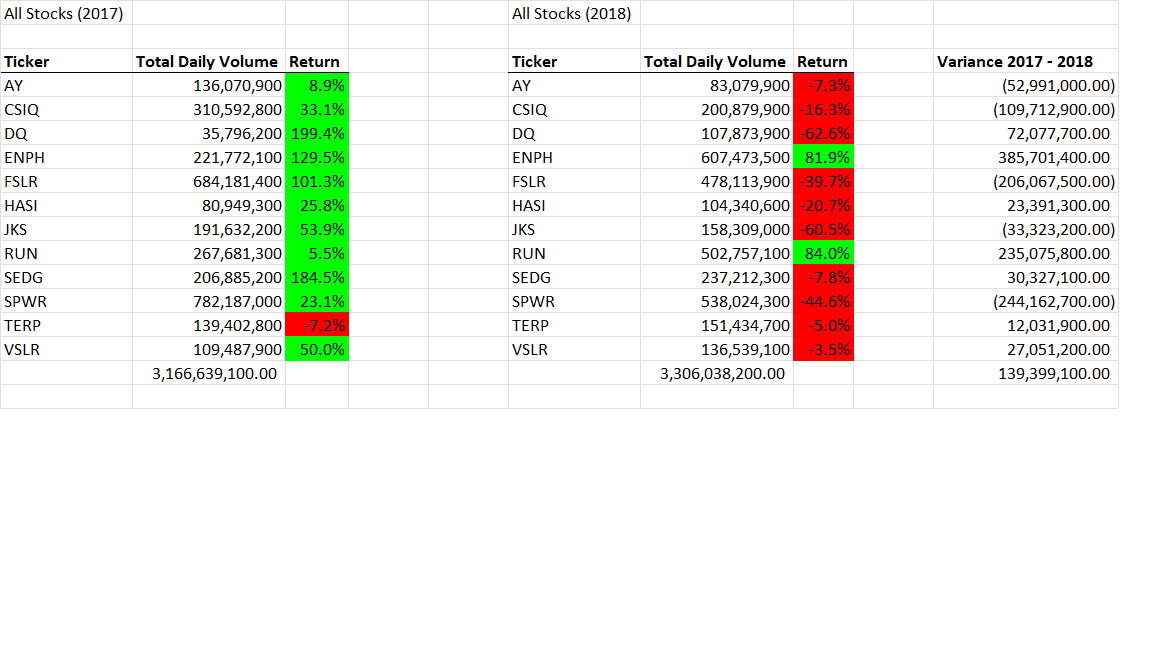 All Stocks (2017) All Stocks (2018)
Ticker Total Daily Volume Return Ticker Total Daily Volume Return Variance 2017 - 2018
AY 136,070,900 8.9% AY 83,079,900 -7.3% (52,991,000.00)
CSIQ 310,592,800 33.1% CSIQ 200,879,900 -16.3% (109,712,900.00)
DQ 35,796,200 199.4% DQ 107,873,900 -62.6% 72,077,700.00
ENPH 221,772,100 129.5% ENPH 607,473,500 81.9% 385,701,400.00
FSLR 684,181,400 101.3% FSLR 478,113,900 -39.7% (206,067,500.00)
HASI 80,949,300 25.8% HASI 104,340,600 -20.7% 23,391,300.00
JKS 191,632,200 53.9% JKS 158,309,000 -60.5% (33,323,200.00)
RUN 267,681,300 5.5% RUN 502,757,100 84.0% 235,075,800.00
SEDG 206,885,200 184.5% SEDG 237,212,300 -7.8% 30,327,100.00
SPWR 782,187,000 23.1% SPWR 538,024,300 -44.6% (244,162,700.00)
TERP 139,402,800 -7.2% TERP 151,434,700 -5.0% 12,031,900.00
VSLR 109,487,900 50.0% VSLR 136,539,100 -3.5% 27,051,200.00
3,166,639,100.00 3,306,038,200.00 139,399,100.00